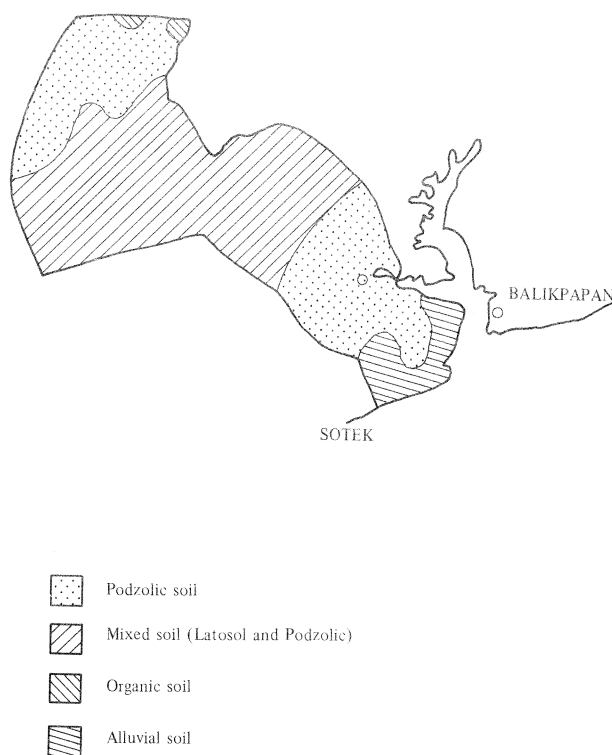 BALIKPAPAN
SOTEK
Podzolic soil
Mixed soil (Latosol and Podzolic)
Organic soil
Alluvial soil